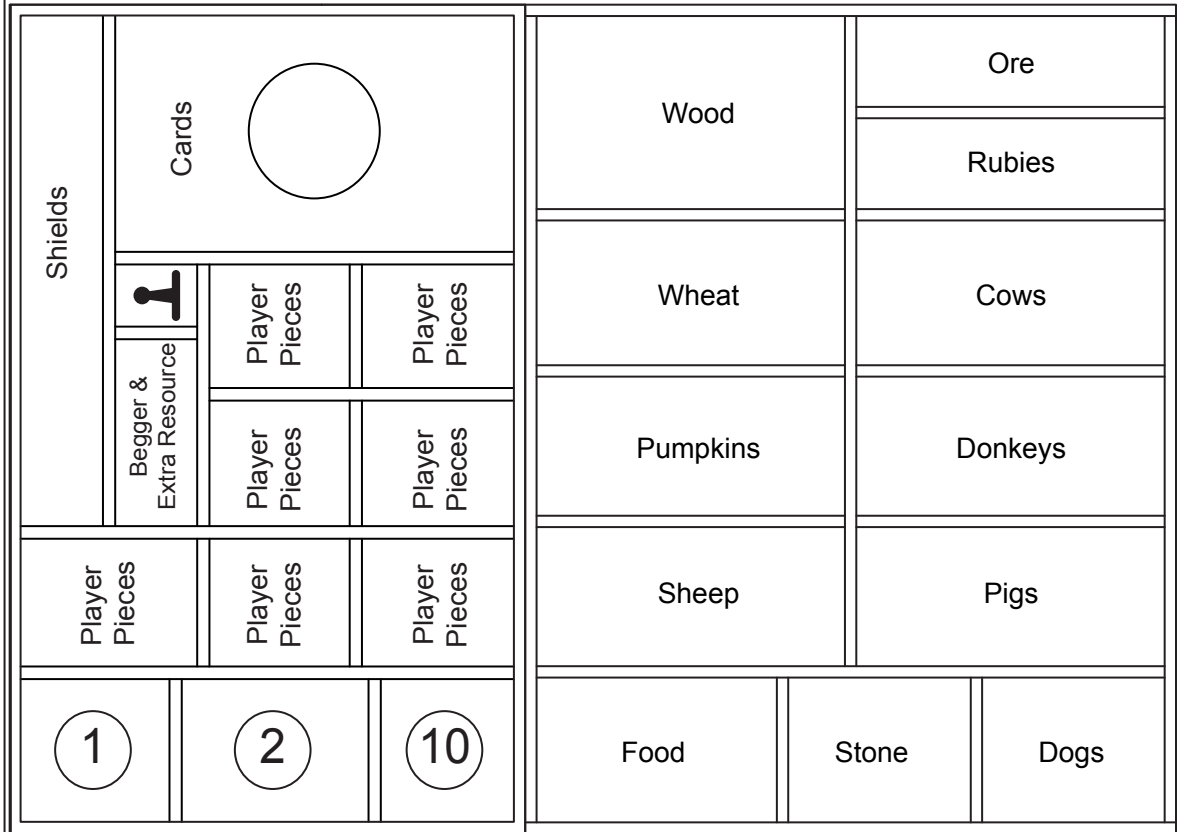 Shields
Cards
Begger &
Extra Resource
Player
Pieces
Player
Pieces
Player
Pieces
Player
Pieces
Player
Pieces
Player
Pieces
Player
Pieces
1
2
10
Wood
Ore
Rubies
Wheat
Cows
Pumpkins
Donkeys
Sheep
Pigs
Food
Stone
Dogs